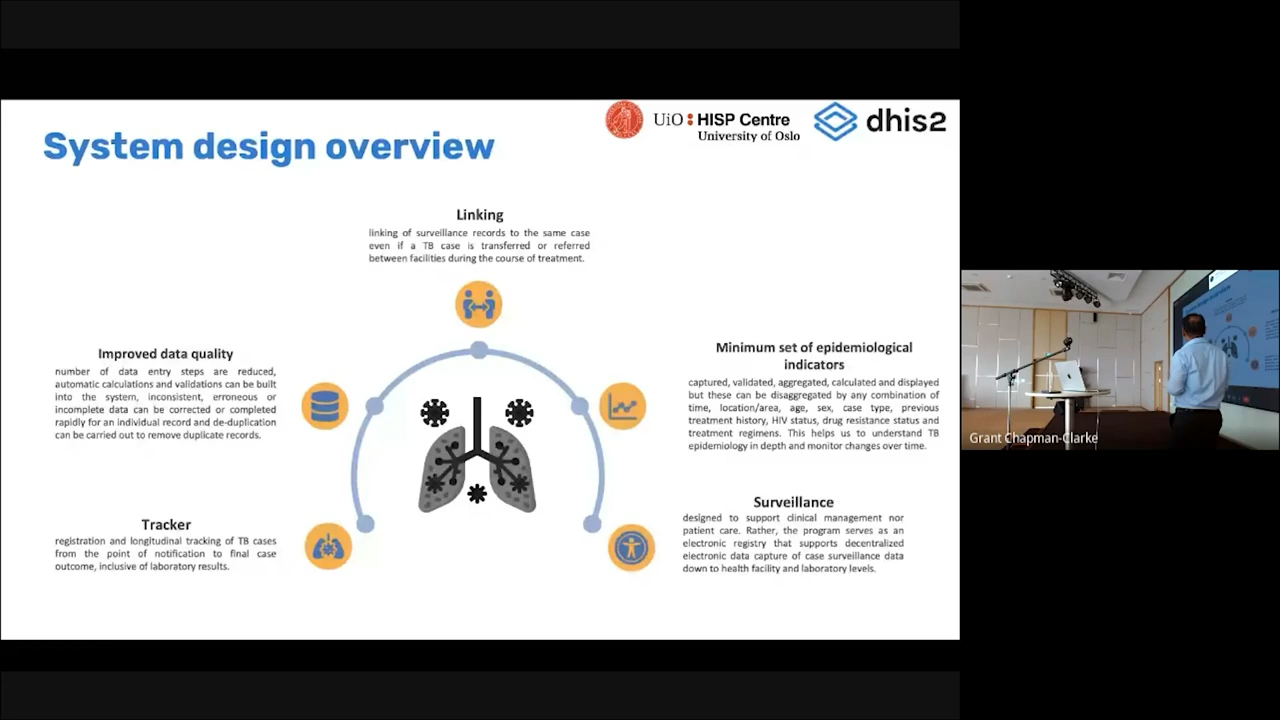 System design overview
UiO : HISP Centre
University of Oslo
dhis2
Linking
linking of surveillance records to the same case
even if a TB case is transferred or referred
between facilities during the course of treatment.
Improved data quality
number of data entry steps are reduced,
automatic calculations and validations can be built
into the system, inconsistent, erroneous or
incomplete data can be corrected or completed
rapidly for an individual record and de-duplication
can be carried out to remove duplicate records.
Minimum set of epidemiological
indicators
captured, validated, aggregated, calculated and displayed
but these can be disaggregated by any combination of
time, location/area, age, sex, case type, previous
treatment history, HIV status, drug resistance status and
treatment regimens. This helps us to understand TB
epidemiology in depth and monitor changes over time.
Tracker
registration and longitudinal tracking of TB cases
from the point of notification to final case
outcome, inclusive of laboratory results.
Surveillance
designed to support clinical management nor
patient care. Rather, the program serves as an
electronic registry that supports decentralized
electronic data capture of case surveillance data
down to health facility and laboratory levels.
Grant Chapman-Clarke